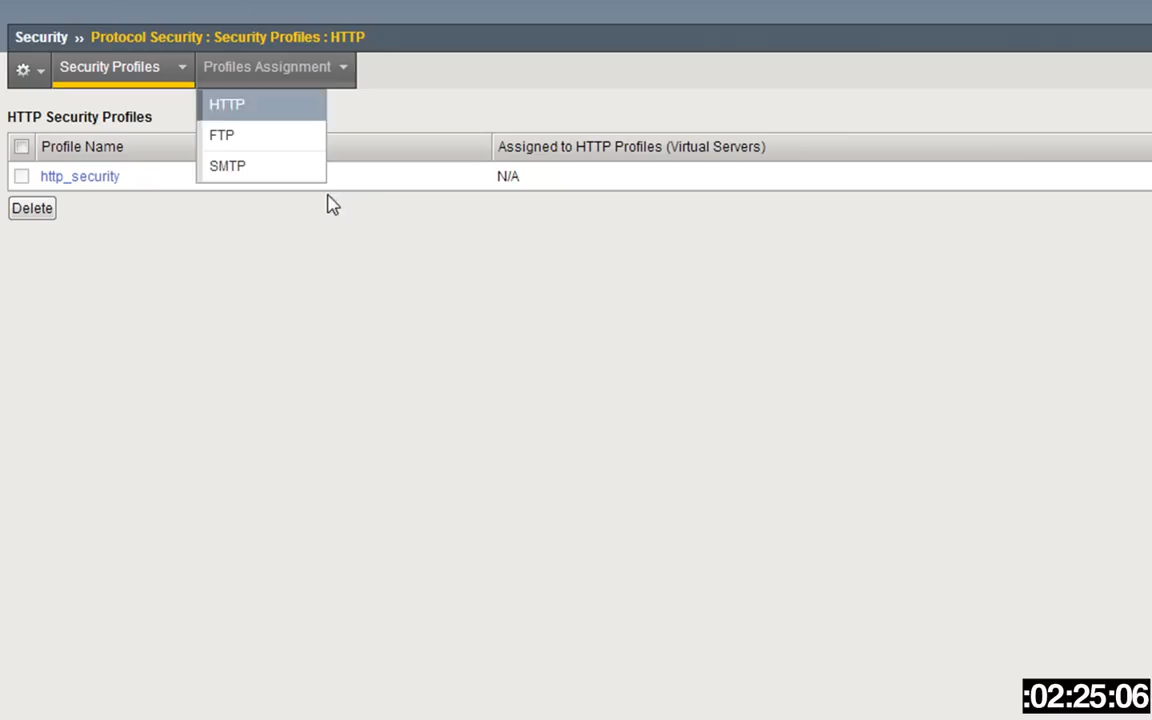 Security ›› Protocol Security : Security Profiles : HTTP
Security Profiles Profiles Assignment
HTTP
FTP
SMTP
HTTP Security Profiles
Profile Name Assigned to HTTP Profiles (Virtual Servers)
http_security N/A
Delete
:02:25:06